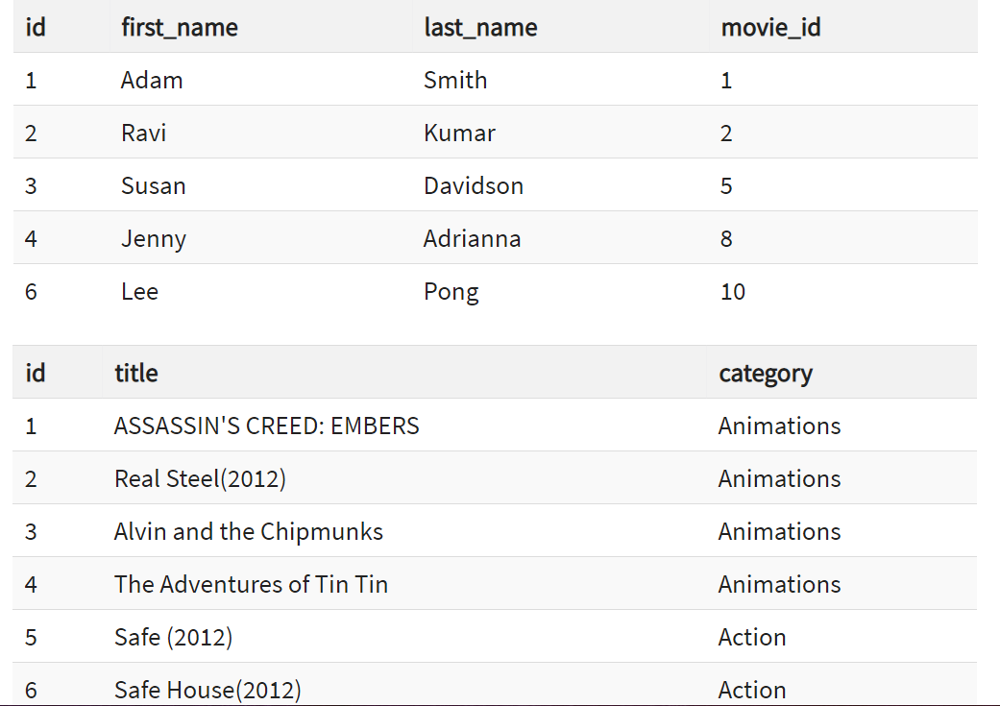 id first_name last_name movie_id
1 Adam Smith 1
2 Ravi Kumar 2
3 Susan Davidson 5
4 Jenny Adrianna 8
6 Lee Pong 10
id title category
1 ASSASSIN'S CREED: EMBERS Animations
2 Real Steel(2012) Animations
3 Alvin and the Chipmunks Animations
4 The Adventures of Tin Tin Animations
5 Safe (2012) Action
6 Safe House(2012) Action